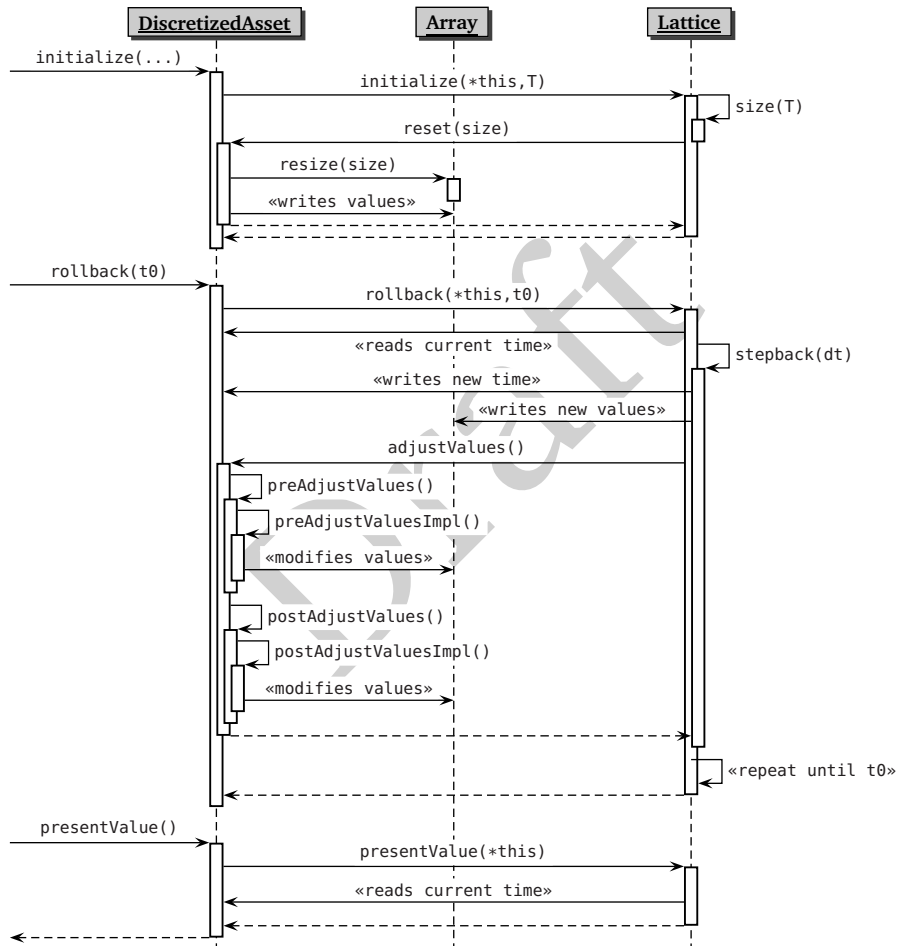 DiscretizedAsset
Array
Lattice
initialize(...)
initialize(*this,T)
size(T)
reset(size)
resize(size)
«writes values»
rollback(t0)
rollback(*this,t0)
«reads current time»
stepback(dt)
«writes new time»
«writes new values»
adjustValues()
preAdjustValues()
preAdjustValuesImpl()
«modifies values»
postAdjustValues()
postAdjustValuesImpl()
«modifies values»
«repeat until t0»
presentValue()
presentValue(*this)
«reads current time»
Draft